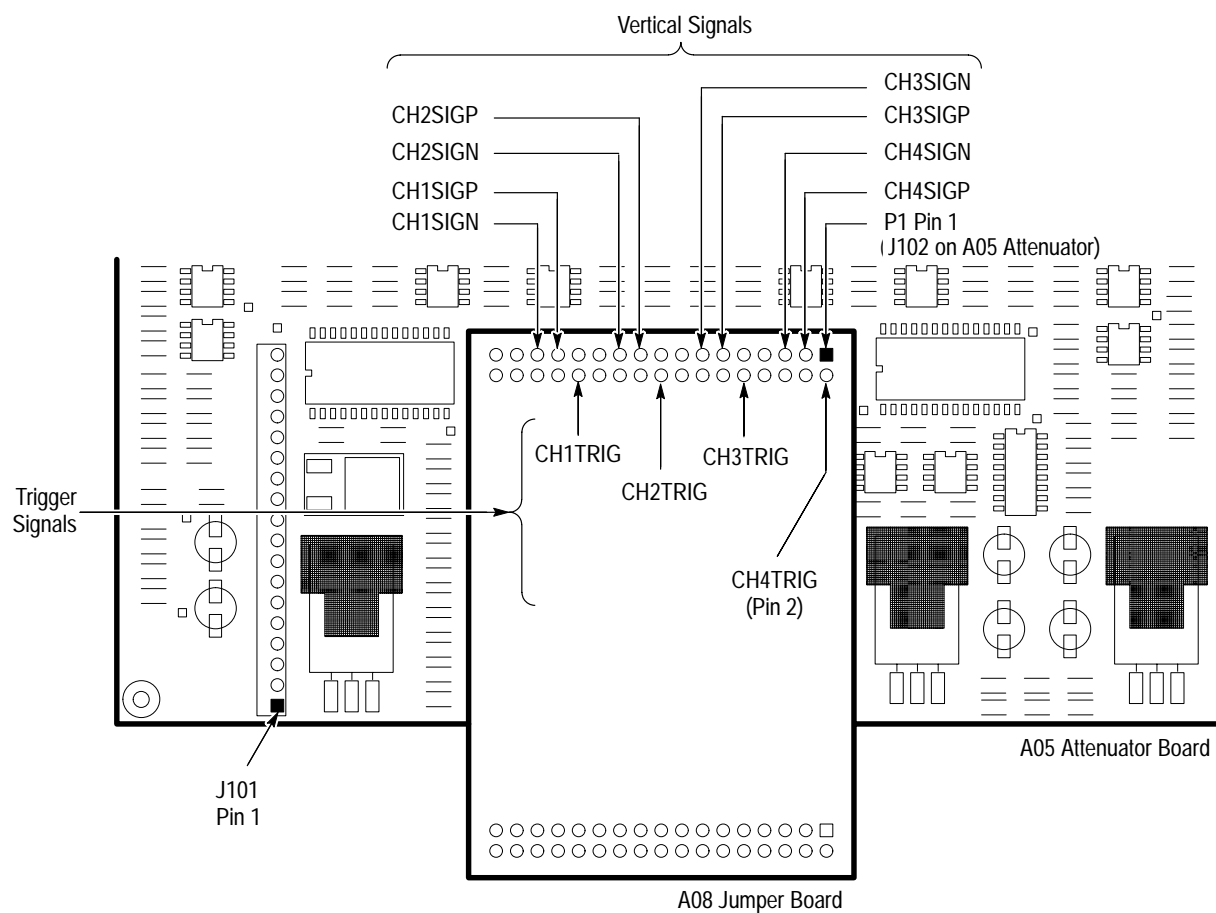 Vertical Signals
CH2SIGP
CH2SIGN
CH1SIGP
CH1SIGN
CH3SIGN
CH3SIGP
CH4SIGN
CH4SIGP
P1 Pin 1
(J102 on A05 Attenuator)
CH1TRIG
CH2TRIG
CH3TRIG
CH4TRIG
(Pin 2)
Trigger
Signals
J101
Pin 1
A05 Attenuator Board
A08 Jumper Board